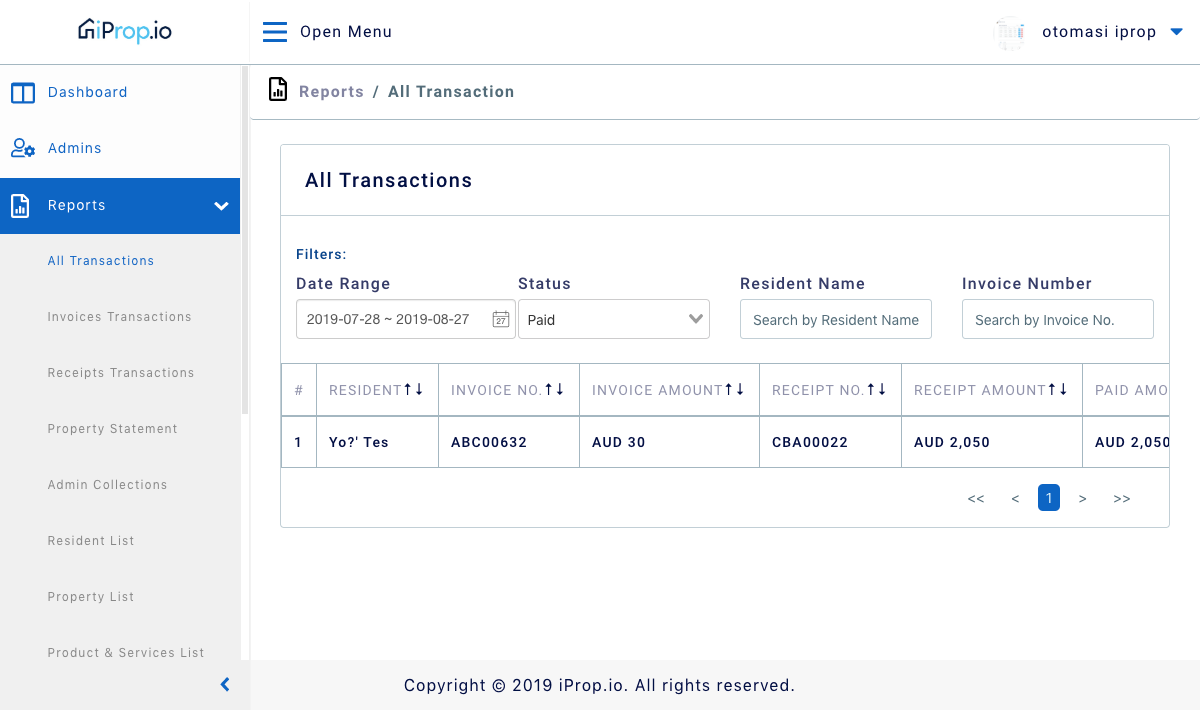 iProp.io
Open Menu
otomasi iprop
Dashboard
Admins
Reports
All Transactions
Invoices Transactions
Receipts Transactions
Property Statement
Admin Collections
Resident List
Property List
Product & Services List
Reports / All Transaction
All Transactions
Filters:
Date Range Status Resident Name Invoice Number
2019-07-28 ~ 2019-08-27 27 Paid Search by Resident Name Search by Invoice No.
# RESIDENT INVOICE NO. INVOICE AMOUNT RECEIPT NO. RECEIPT AMOUNT PAID AMO
1 Yo?' Tes ABC00632 AUD 30 CBA00022 AUD 2,050 AUD 2,050
<< < 1 > >>
Copyright © 2019 iProp.io. All rights reserved.